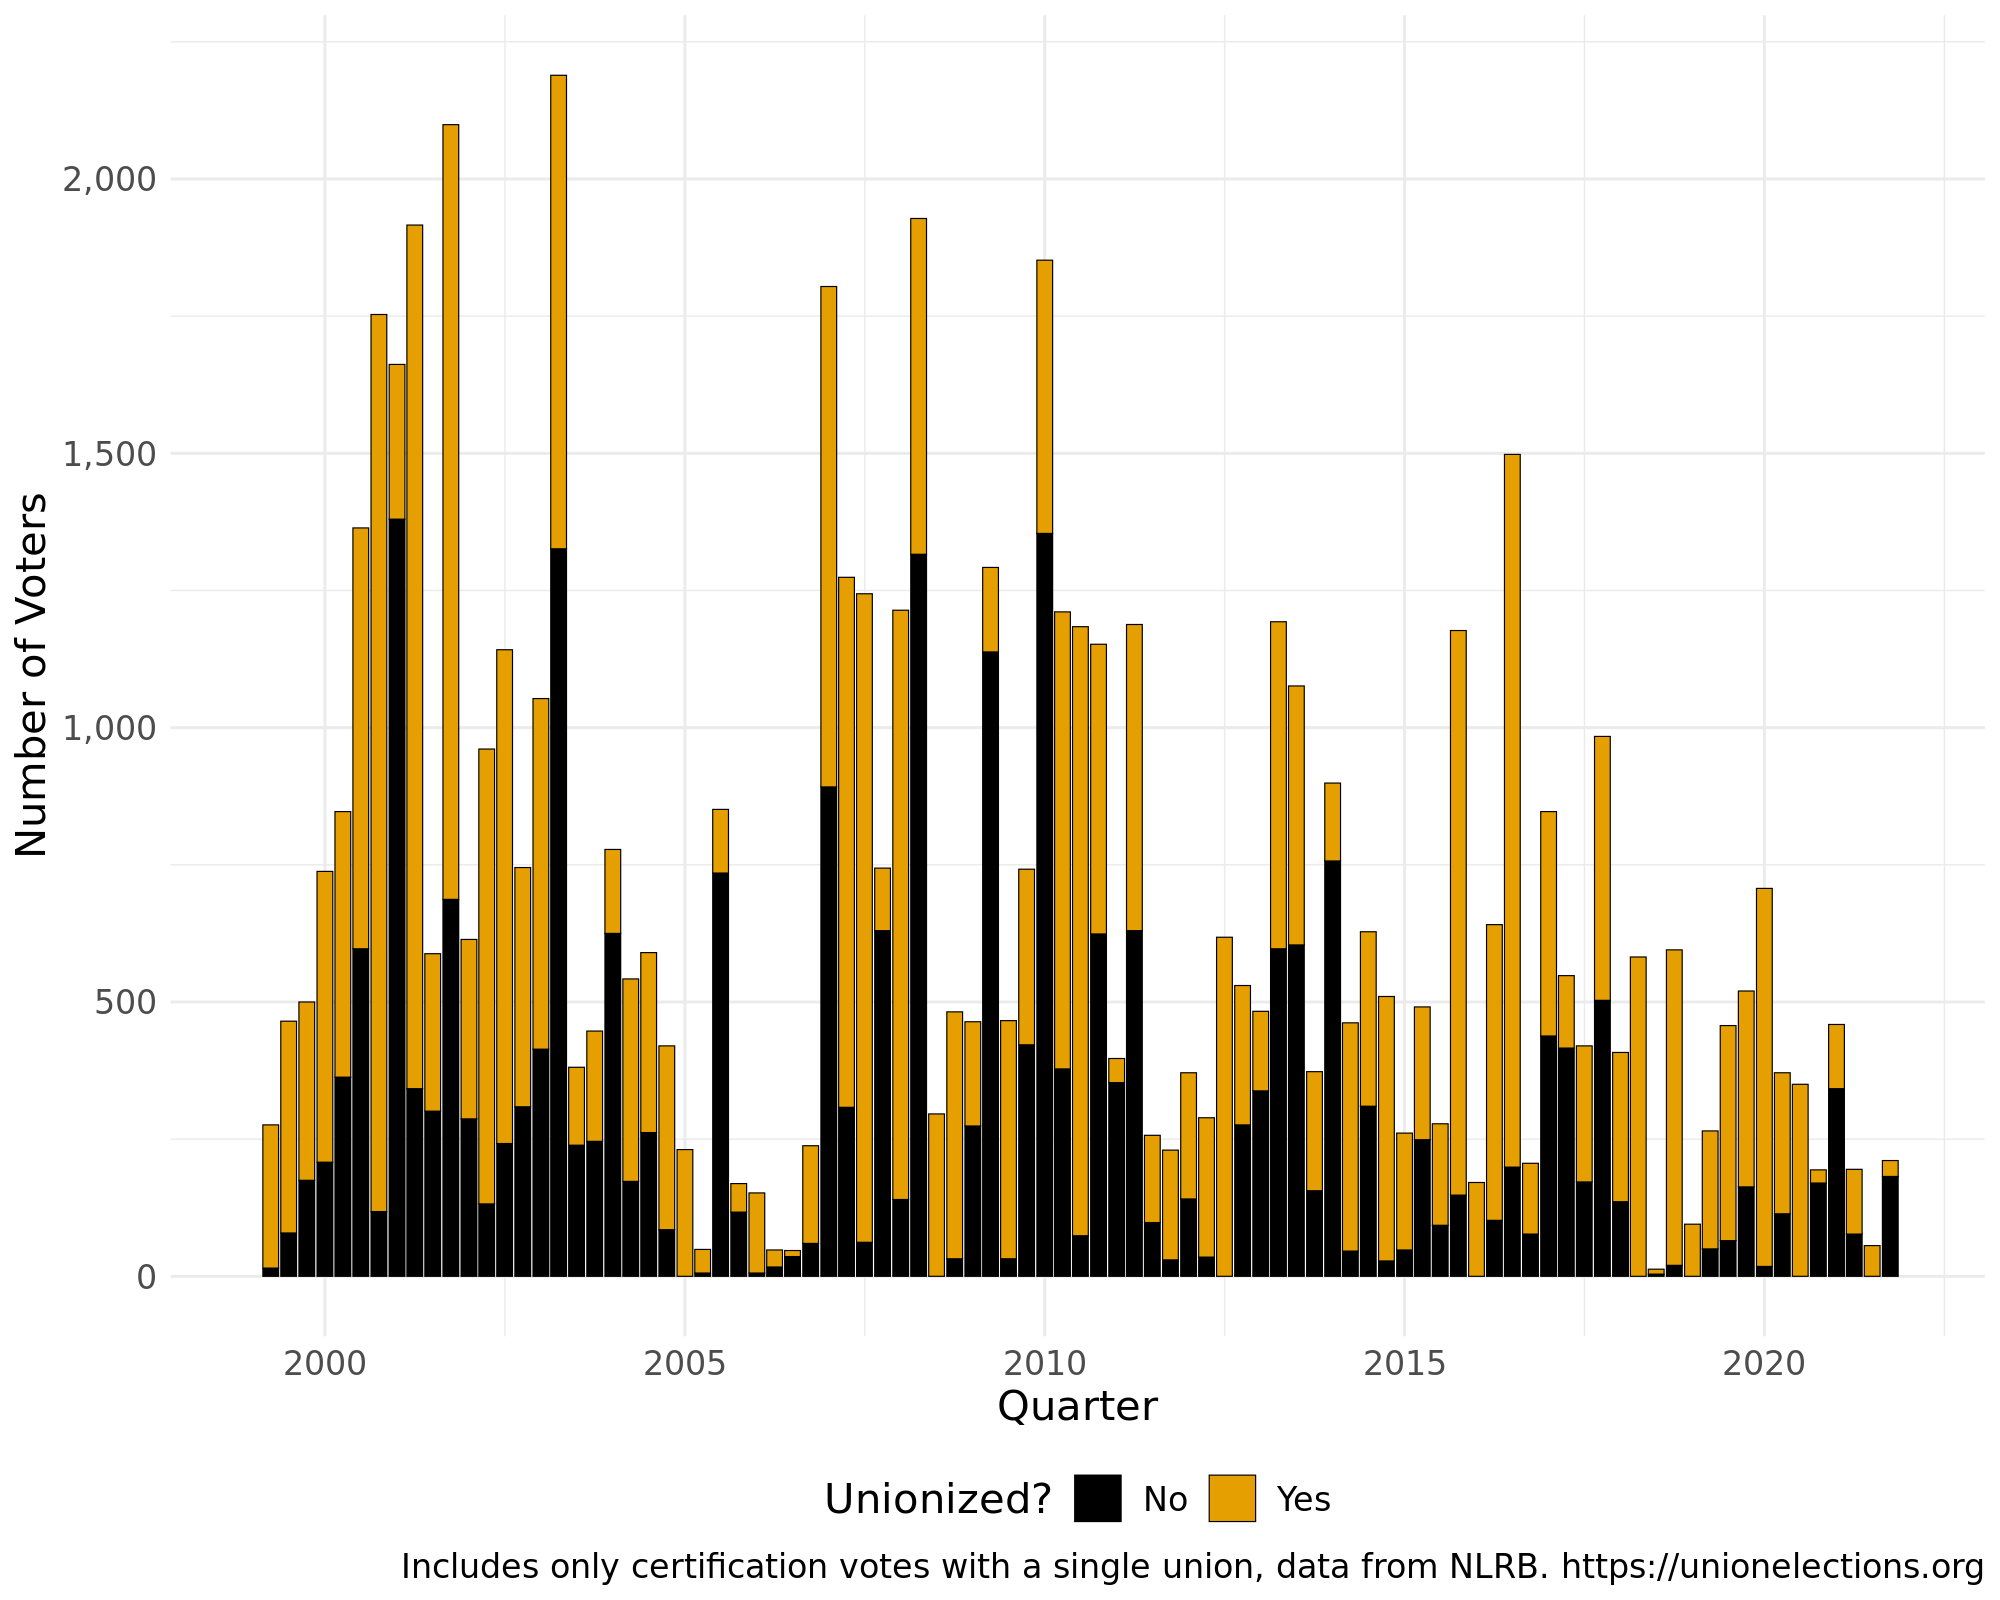 Number of Voters
2,000
1,500
1,000
500
0
2000 2005 2010 2015 2020
Quarter
Unionized? No Yes
Includes only certification votes with a single union, data from NLRB. https://unionelections.org